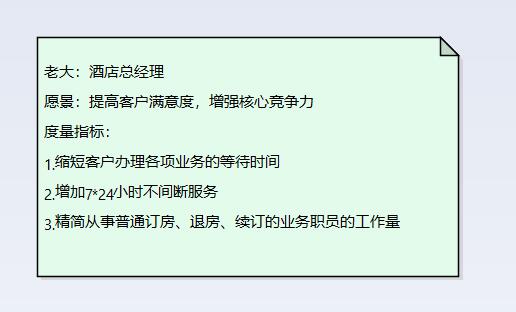 老大：酒店总经理
愿景：提高客户满意度，增强核心竞争力
度量指标：
1.缩短客户办理各项业务的等待时间
2.增加7*24小时不间断服务
3.精简从事普通订房、退房、续订的业务职员的工作量